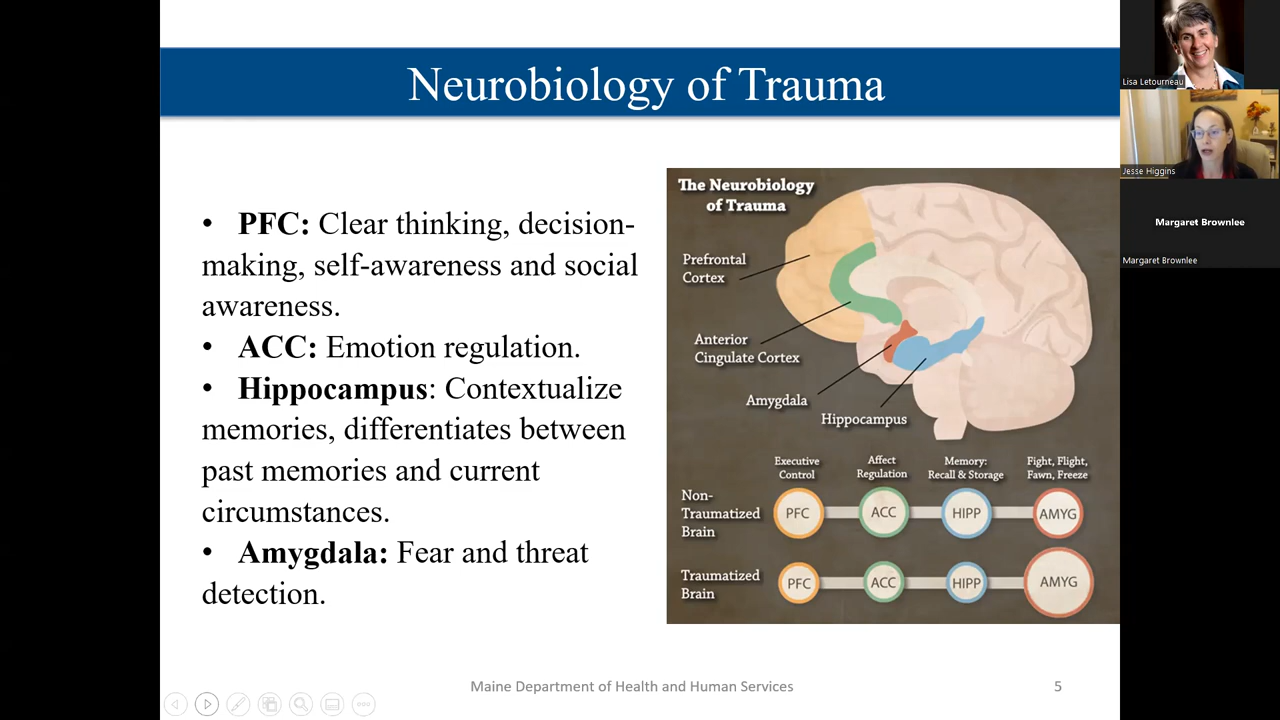 Neurobiology of Trauma
• PFC: Clear thinking, decision-
making, self-awareness and social
awareness.
• ACC: Emotion regulation.
• Hippocampus: Contextualize
memories, differentiates between
past memories and current
circumstances.
• Amygdala: Fear and threat
detection.
The Neurobiology
of Trauma
Prefrontal
Cortex
Anterior
Cingulate Cortex
Amygdala
Hippocampus
Executive
Control
Affect
Regulation
Memory:
Recall & Storage
Fight, Flight,
Fawn, Freeze
Non-
Traumatized
Brain
PFC
ACC
HIPP
AMYG
Traumatized
Brain
PFC
ACC
HIPP
AMYG
Maine Department of Health and Human Services
5
Lisa Letourneau
Jesse Higgins
Margaret Brownlee
Margaret Brownlee